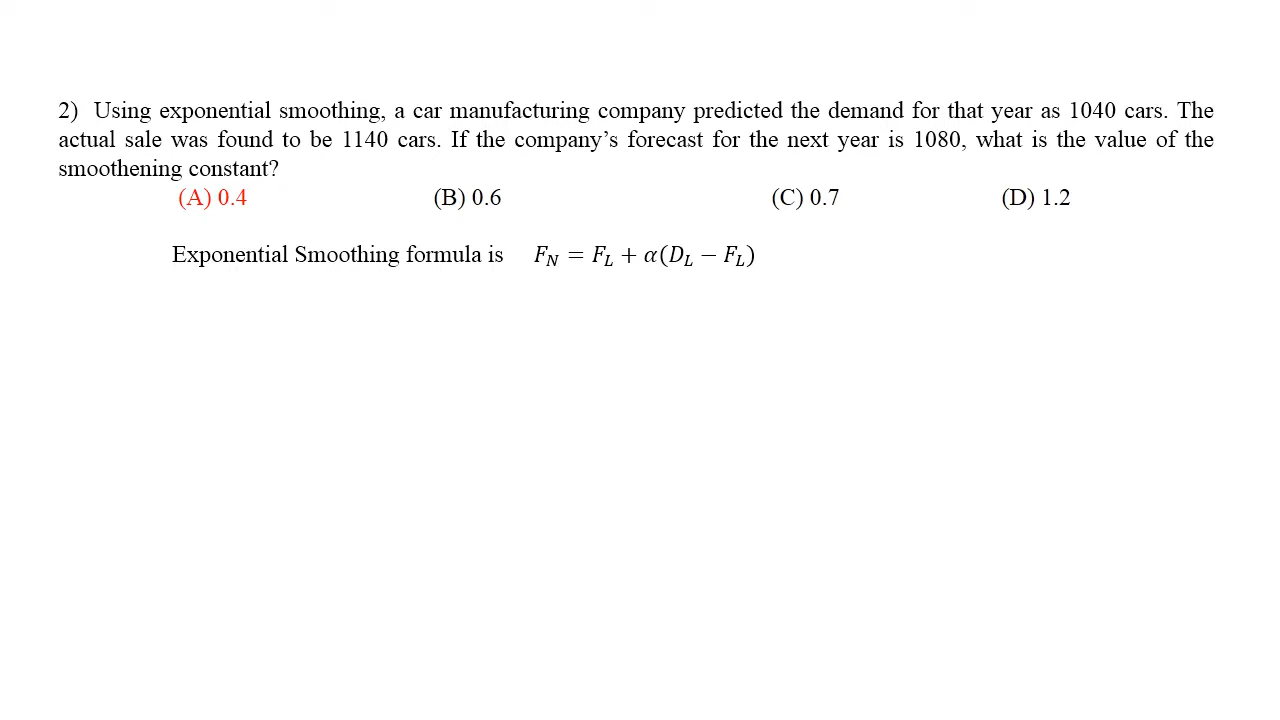 2) Using exponential smoothing, a car manufacturing company predicted the demand for that year as 1040 cars. The
actual sale was found to be 1140 cars. If the company’s forecast for the next year is 1080, what is the value of the
smoothening constant?
(A) 0.4 (B) 0.6 (C) 0.7 (D) 1.2
Exponential Smoothing formula is F_N = F_L + α(D_L − F_L)